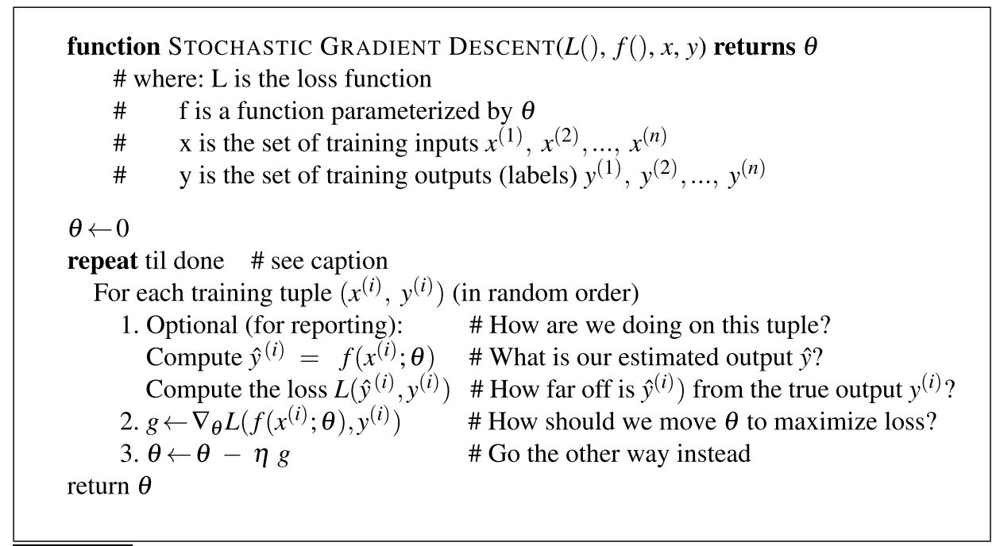 function STOCHASTIC GRADIENT DESCENT(L(), f(), x, y) returns θ
# where: L is the loss function
# f is a function parameterized by θ
# x is the set of training inputs x⁽¹⁾, x⁽²⁾,..., x⁽ⁿ⁾
# y is the set of training outputs (labels) y⁽¹⁾, y⁽²⁾,..., y⁽ⁿ⁾
θ←0
repeat til done # see caption
For each training tuple (x⁽ⁱ⁾, y⁽ⁱ⁾) (in random order)
1. Optional (for reporting): # How are we doing on this tuple?
Compute ŷ⁽ⁱ⁾ = f(x⁽ⁱ⁾;θ) # What is our estimated output ŷ?
Compute the loss L(ŷ⁽ⁱ⁾,y⁽ⁱ⁾) # How far off is ŷ⁽ⁱ⁾) from the true output y⁽ⁱ⁾?
2. g←∇θL(f(x⁽ⁱ⁾;θ),y⁽ⁱ⁾) # How should we move θ to maximize loss?
3. θ←θ − η g # Go the other way instead
return θ